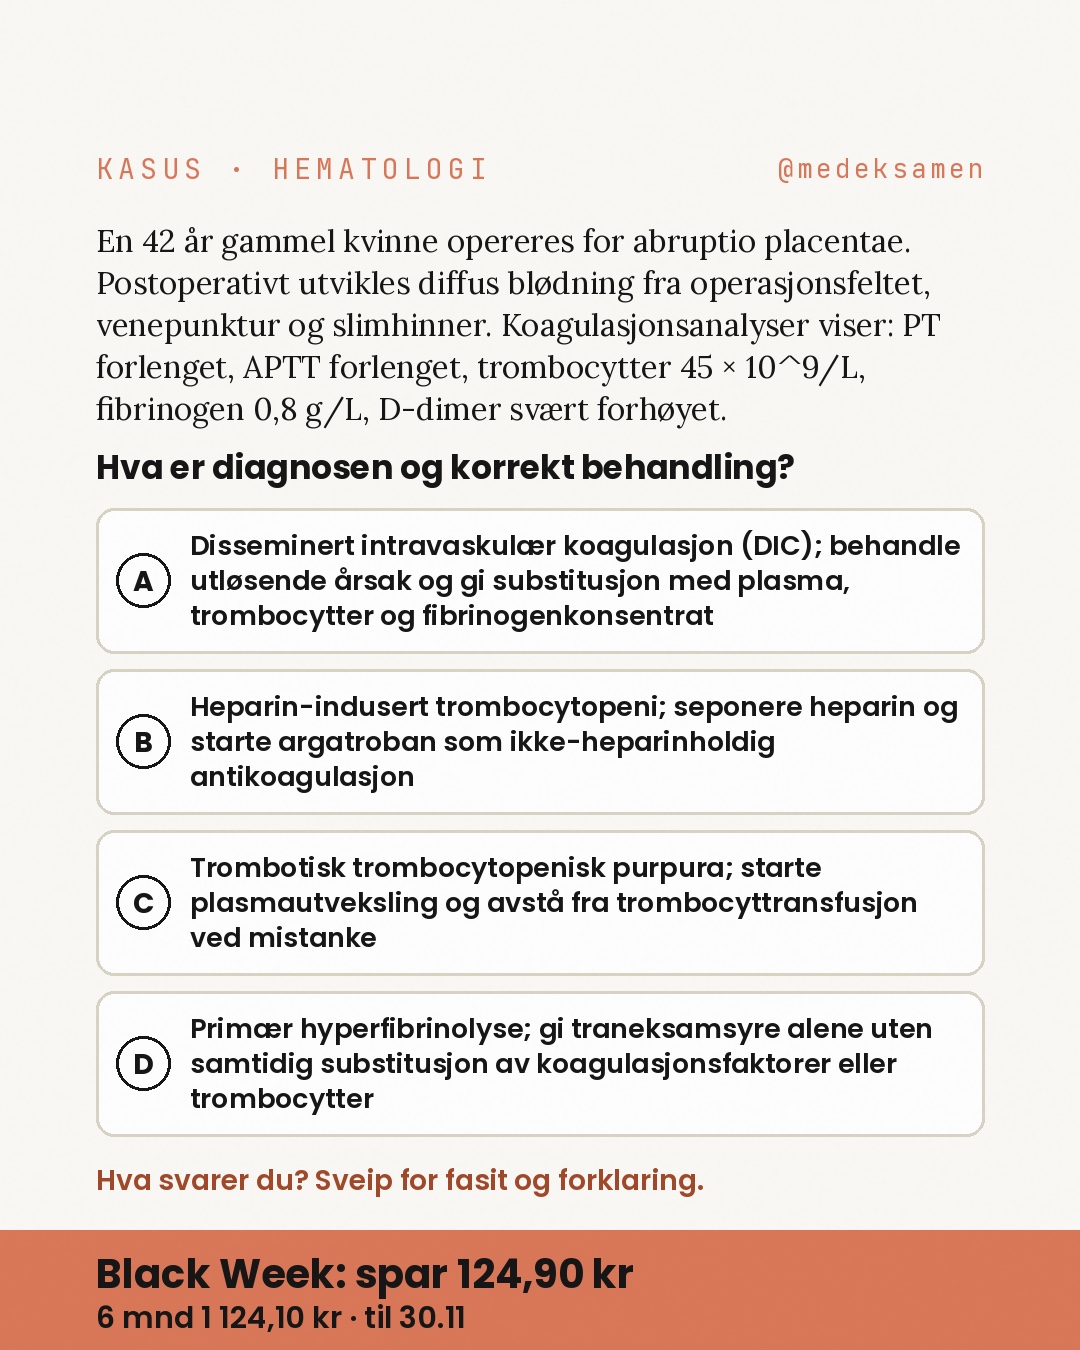 KASUS · HEMATOLOGI
@medeksamen
En 42 år gammel kvinne opereres for abruptio placentae.
Postoperativt utvikles diffus blødning fra operasjonsfeltet,
venepunktur og slimhinner. Koagulasjonsanalyser viser: PT
forlenget, APTT forlenget, trombocytter 45 × 10^9/L,
fibrinogen 0,8 g/L, D-dimer svært forhøyet.
Hva er diagnosen og korrekt behandling?
A
Disseminert intravaskulær koagulasjon (DIC); behandle
utløsende årsak og gi substitusjon med plasma,
trombocytter og fibrinogenkonsentrat
B
Heparin-indusert trombocytopeni; seponere heparin og
starte argatroban som ikke-heparinholdig
antikoagulasjon
C
Trombotisk trombocytopenisk purpura; starte
plasmautveksling og avstå fra trombocyttransfusjon
ved mistanke
D
Primær hyperfibrinolyse; gi traneksamsyre alene uten
samtidig substitusjon av koagulasjonsfaktorer eller
trombocytter
Hva svarer du? Sveip for fasit og forklaring.
Black Week: spar 124,90 kr
6 mnd 1 124,10 kr · til 30.11